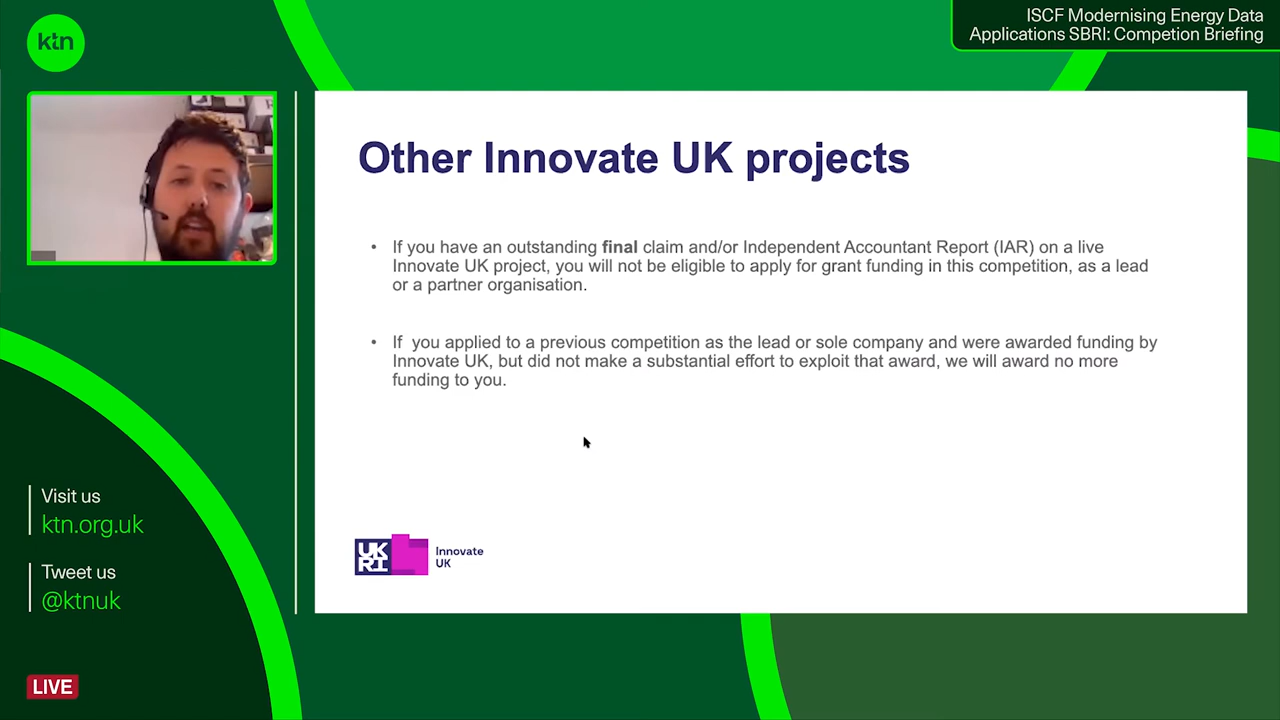 ktn
ISCF Modernising Energy Data
Applications SBRI: Competion Briefing
Other Innovate UK projects
• If you have an outstanding final claim and/or Independent Accountant Report (IAR) on a live
Innovate UK project, you will not be eligible to apply for grant funding in this competition, as a lead
or a partner organisation.
• If  you applied to a previous competition as the lead or sole company and were awarded funding by
Innovate UK, but did not make a substantial effort to exploit that award, we will award no more
funding to you.
Visit us
ktn.org.uk
Tweet us
@ktnuk
UK
RI
Innovate
UK
LIVE